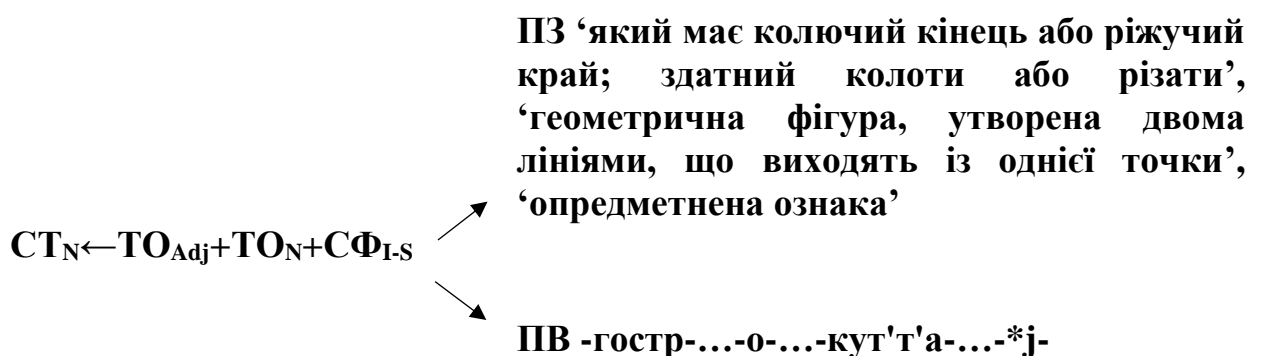 ПЗ ‘який має колючий кінець або ріжучий
край; здатний колоти або різати’,
‘геометрична фігура, утворена двома
лініями, що виходять із однієї точки’,
‘опредметнена ознака’
СТN←ТОAdj+ТОN+СФI-S
ПВ -гостр-…-о-…-кут't'а-…-*j-